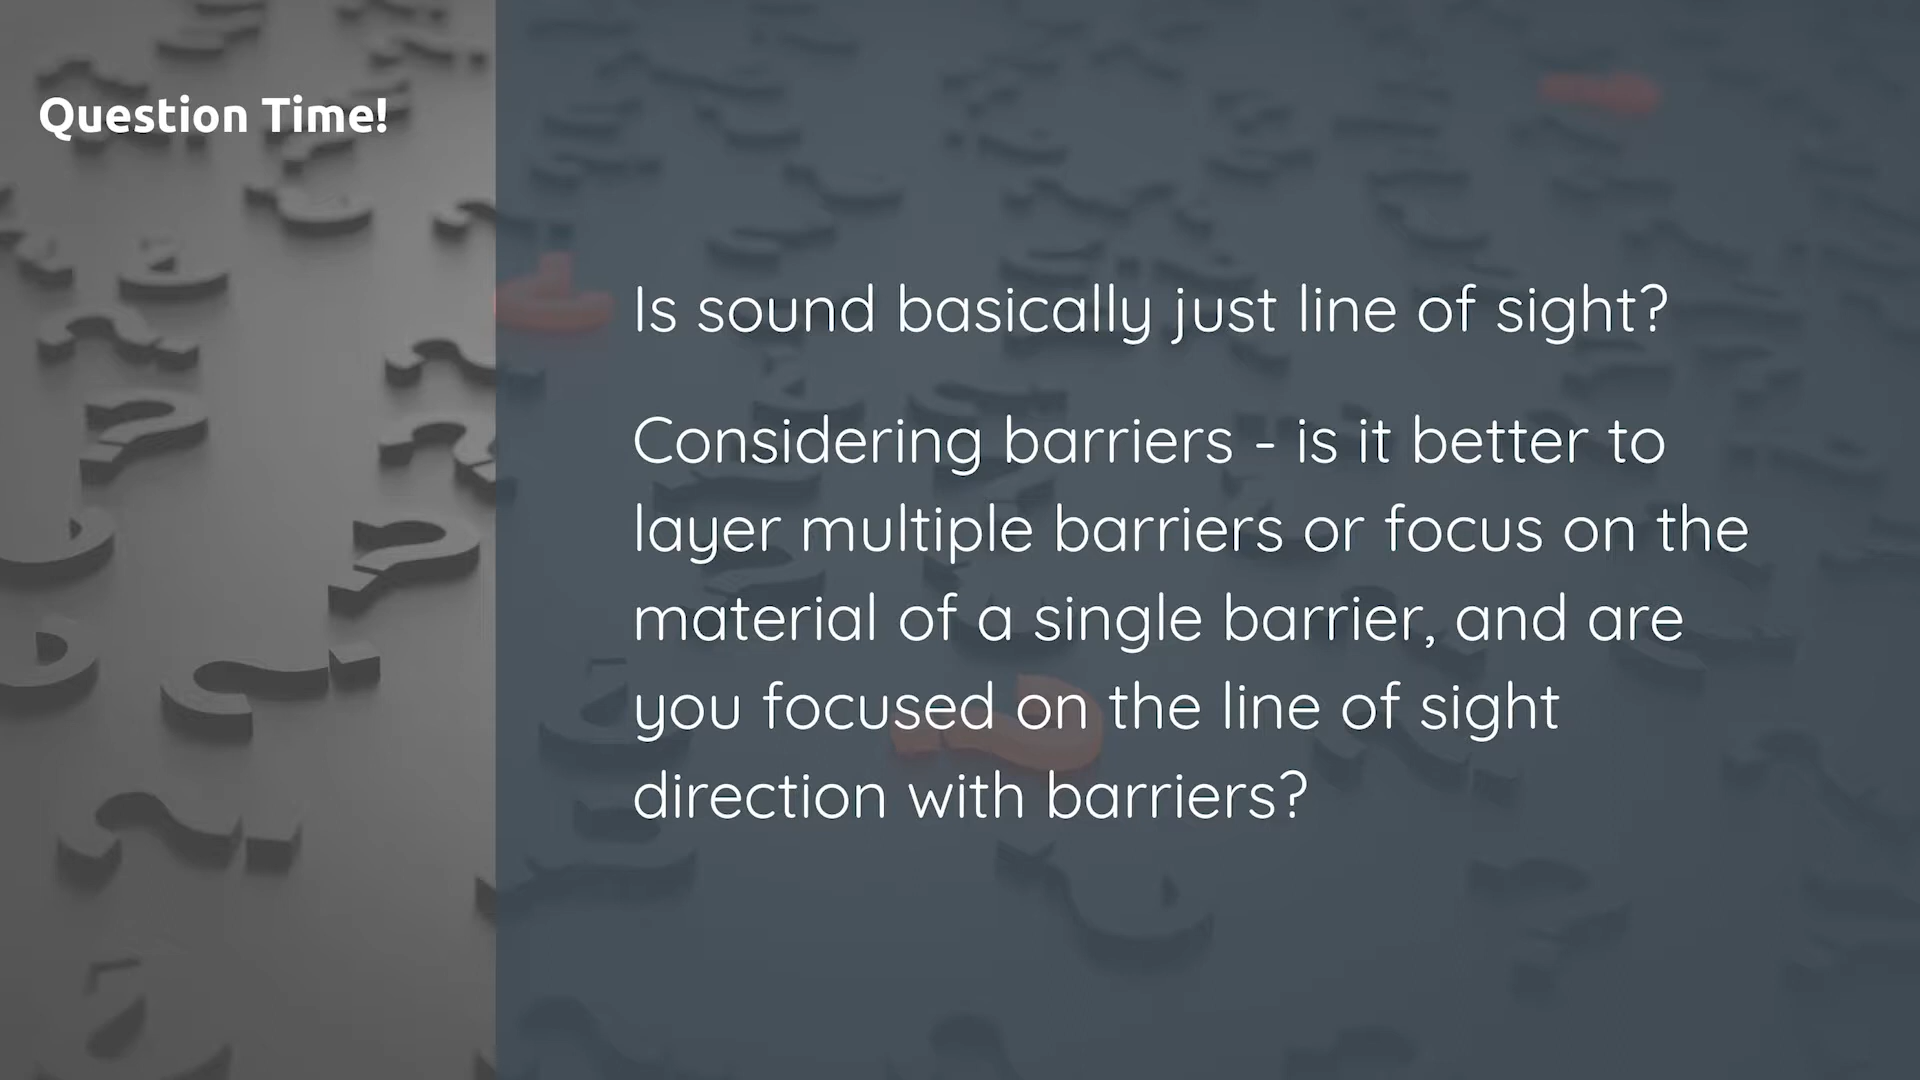 Question Time!
Is sound basically just line of sight?
Considering barriers - is it better to
layer multiple barriers or focus on the
material of a single barrier, and are
you focused on the line of sight
direction with barriers?